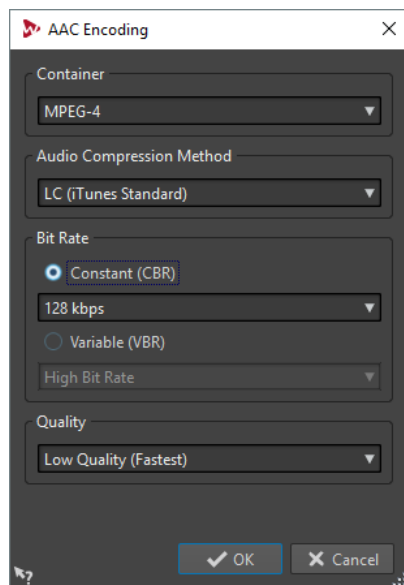 AAC Encoding
Container
MPEG-4
Audio Compression Method
LC (iTunes Standard)
Bit Rate
Constant (CBR)
128 kbps
Variable (VBR)
High Bit Rate
Quality
Low Quality (Fastest)
OK
Cancel